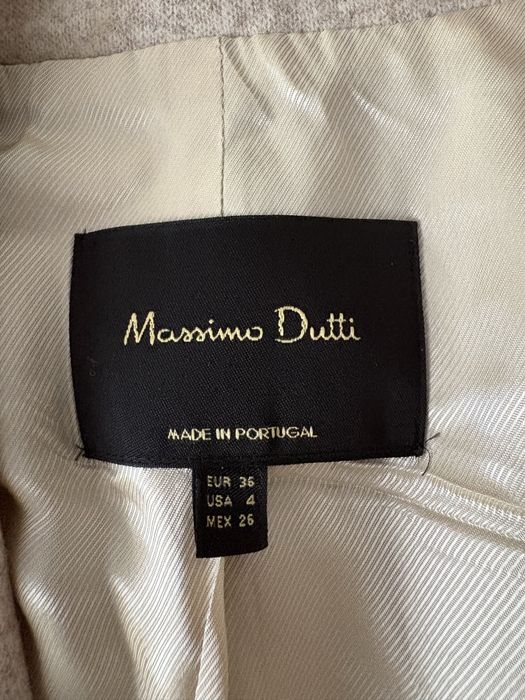 Massimo Dutti
MADE IN PORTUGAL
EUR 36
USA 4
MEX 26